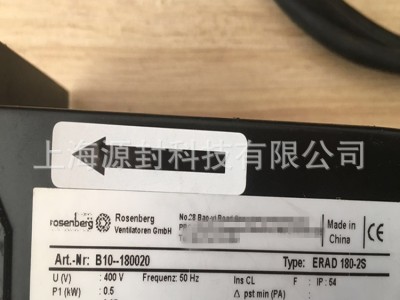 上海源封科技有限公司
rosenberg
Rosenberg
Ventilatoren GmbH
No.28 Bao
Made in
China
Art.-Nr: B10--180020 Type: ERAD 180-2S
U (V) : 400 V Frequenz: 50 Hz Ins CL : F IP : 54
P1 (kW) : 0.5 Δ pst min (PA) :